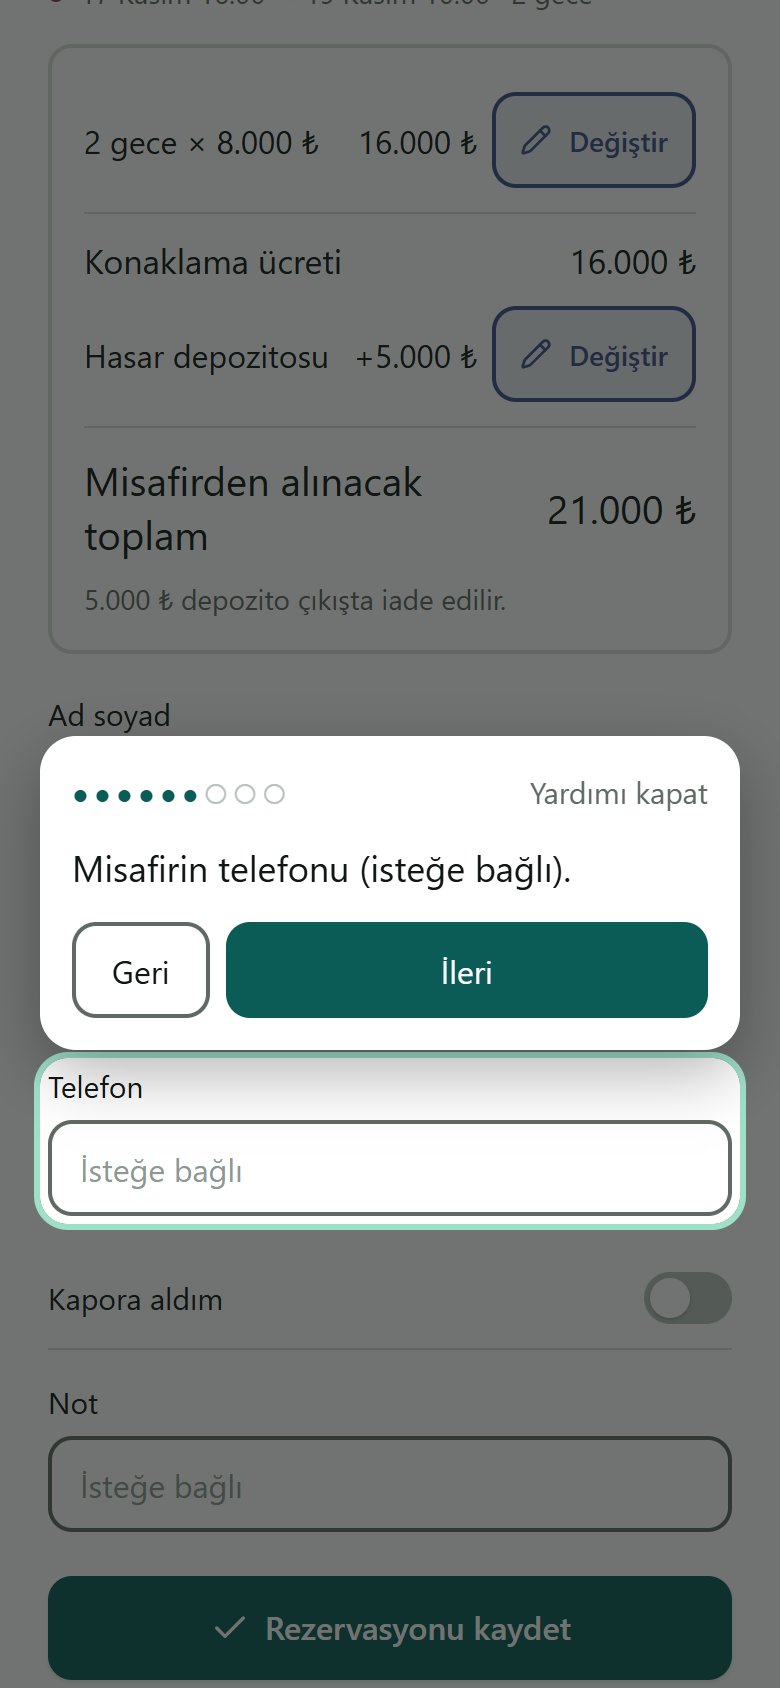 2 gece × 8.000 ₺ 16.000 ₺ Değiştir
Konaklama ücreti 16.000 ₺
Hasar depozitosu +5.000 ₺ Değiştir
Misafirden alınacak
toplam 21.000 ₺
5.000 ₺ depozito çıkışta iade edilir.
Ad soyad
Yardımı kapat
Misafirin telefonu (isteğe bağlı).
Geri İleri
Telefon
İsteğe bağlı
Kapora aldım
Not
İsteğe bağlı
Rezervasyonu kaydet